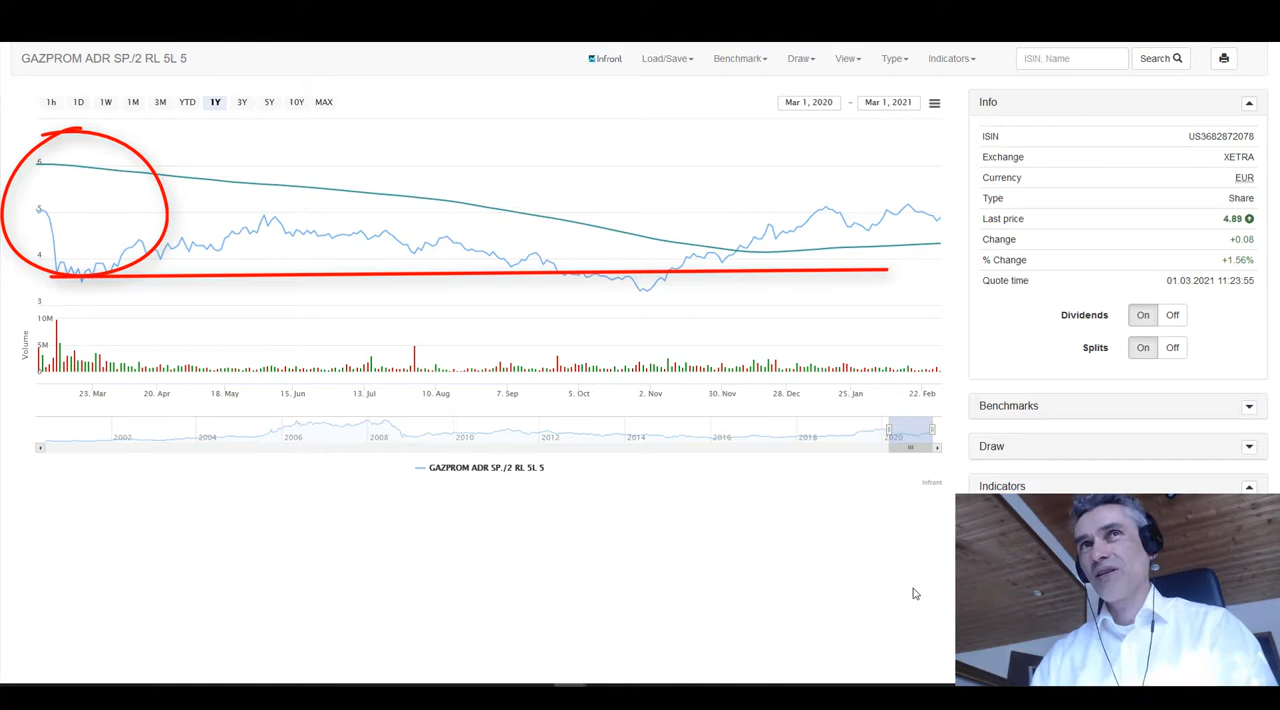 GAZPROM ADR SP./2 RL 5L 5
Infront Load/Save Benchmark Draw View Type Indicators ISIN, Name Search
1h 1D 1W 1M 3M YTD 1Y 3Y 5Y 10Y MAX Mar 1, 2020 – Mar 1, 2021
6
5
4
3
10M
5M
0M
Volume
23. Mar 20. Apr 18. May 15. Jun 13. Jul 10. Aug 7. Sep 5. Oct 2. Nov 30. Nov 28. Dec 25. Jan 22. Feb
2002 2004 2006 2008 2010 2012 2014 2016 2018 2020
GAZPROM ADR SP./2 RL 5L 5
Infront
Info
ISIN US3682872078
Exchange XETRA
Currency EUR
Type Share
Last price 4.89
Change +0.08
% Change +1.56%
Quote time 01.03.2021 11:23:55
Dividends On Off
Splits On Off
Benchmarks
Draw
Indicators